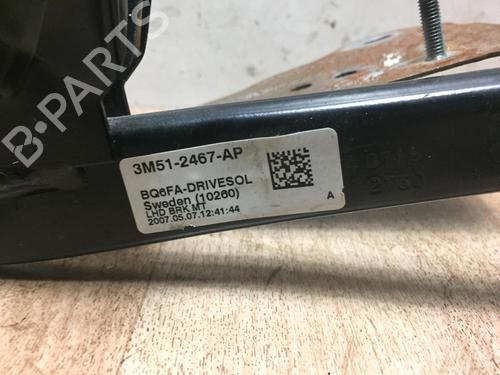 B-PARTS
3M51-2467-AP
BQ6FA-DRIVESOL
Sweden (10260)
LHD BRK MT
2007.05.07.12:41:44
A